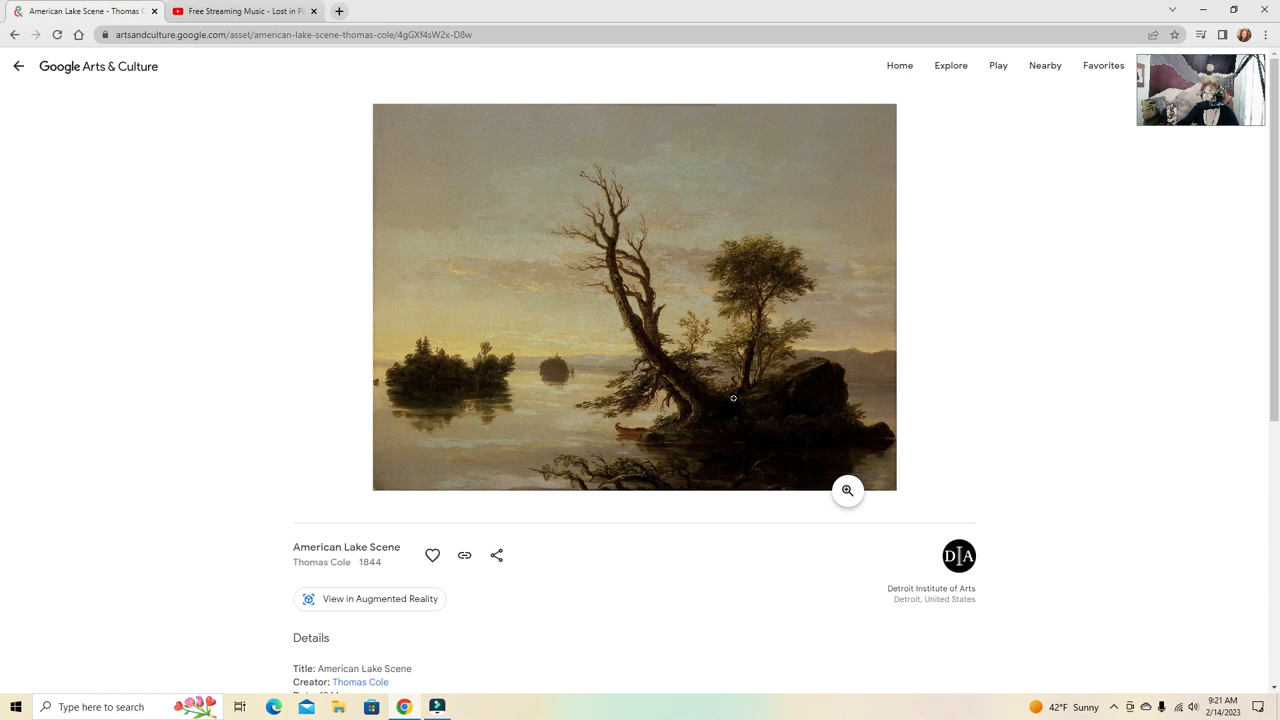 American Lake Scene - Thomas C
Free Streaming Music - Lost in F
artsandculture.google.com/asset/american-lake-scene-thomas-cole/4gGXf4sW2x-D8w
Google Arts & Culture
Home Explore Play Nearby Favorites
American Lake Scene
Thomas Cole 1844
DIA
Detroit Institute of Arts
Detroit, United States
View in Augmented Reality
Details
Title: American Lake Scene
Creator: Thomas Cole
Type here to search
42°F Sunny
9:21 AM
2/14/2023